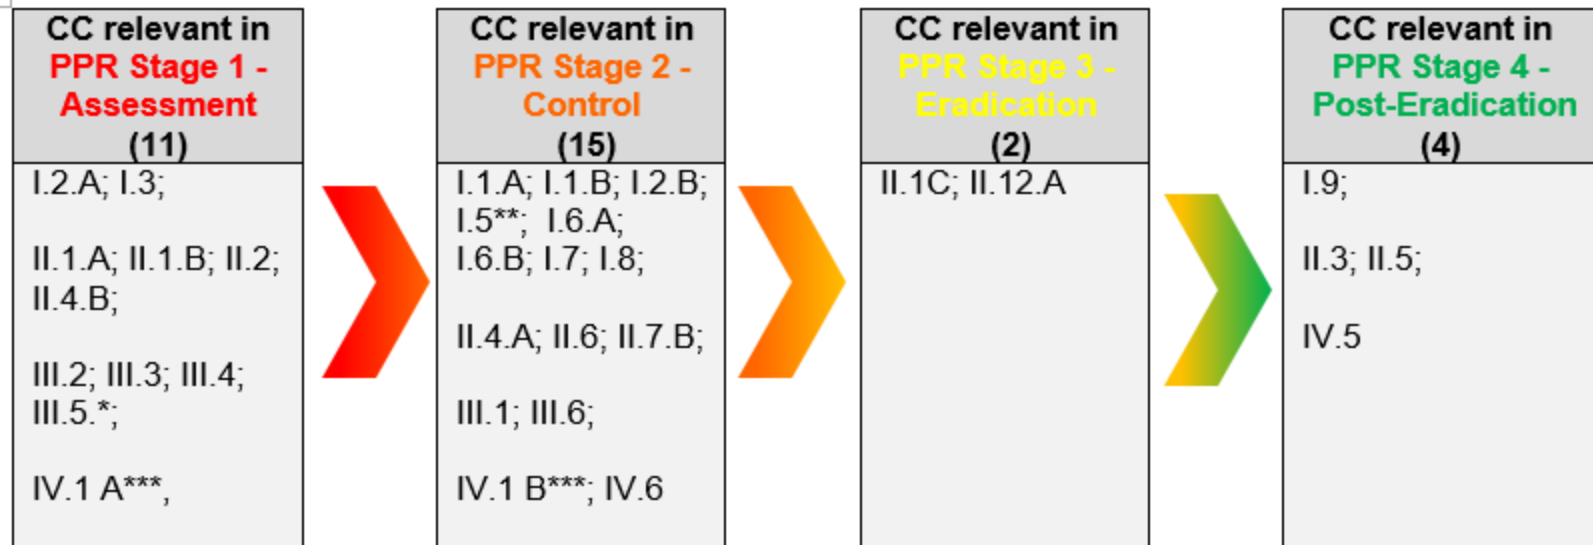 CC relevant in
PPR Stage 1 -
Assessment
(11)
I.2.A; I.3;
II.1.A; II.1.B; II.2;
II.4.B;
III.2; III.3; III.4;
III.5.*;
IV.1 A***,
CC relevant in
PPR Stage 2 -
Control
(15)
I.1.A; I.1.B; I.2.B;
I.5**;  I.6.A;
I.6.B; I.7; I.8;
II.4.A; II.6; II.7.B;
III.1; III.6;
IV.1 B***; IV.6
CC relevant in
PPR Stage 3 -
Eradication
(2)
II.1C; II.12.A
CC relevant in
PPR Stage 4 -
Post-Eradication
(4)
I.9;
II.3; II.5;
IV.5